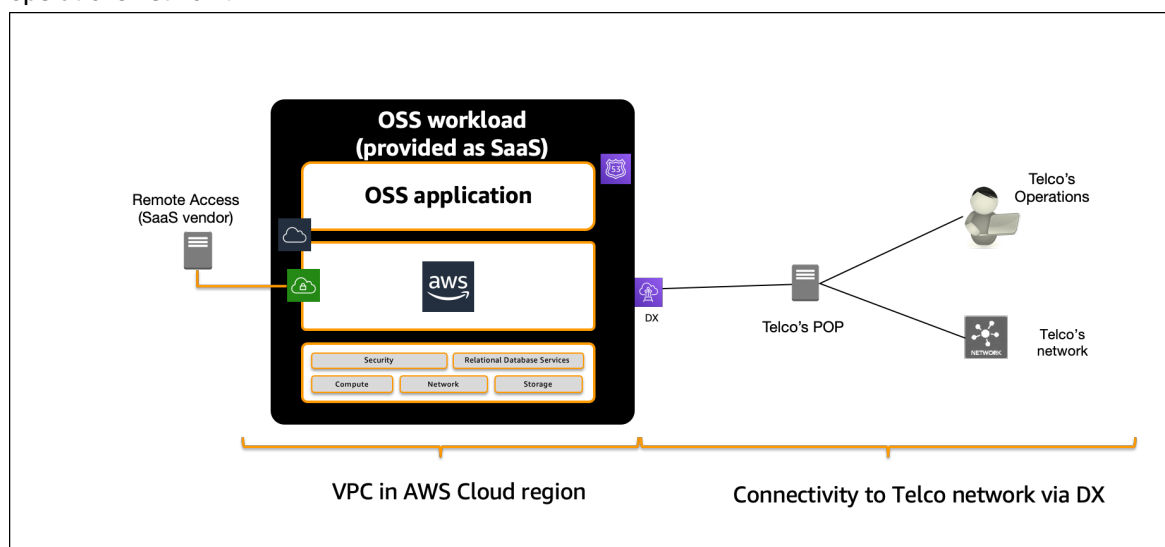 OSS workload
(provided as SaaS)
53
OSS application
Remote Access
(SaaS vendor)
aws
Security
Relational Database Services
Compute
Network
Storage
DX
Telco's POP
Telco's
Operations
NETWORK
Telco's
network
VPC in AWS Cloud region
Connectivity to Telco network via DX